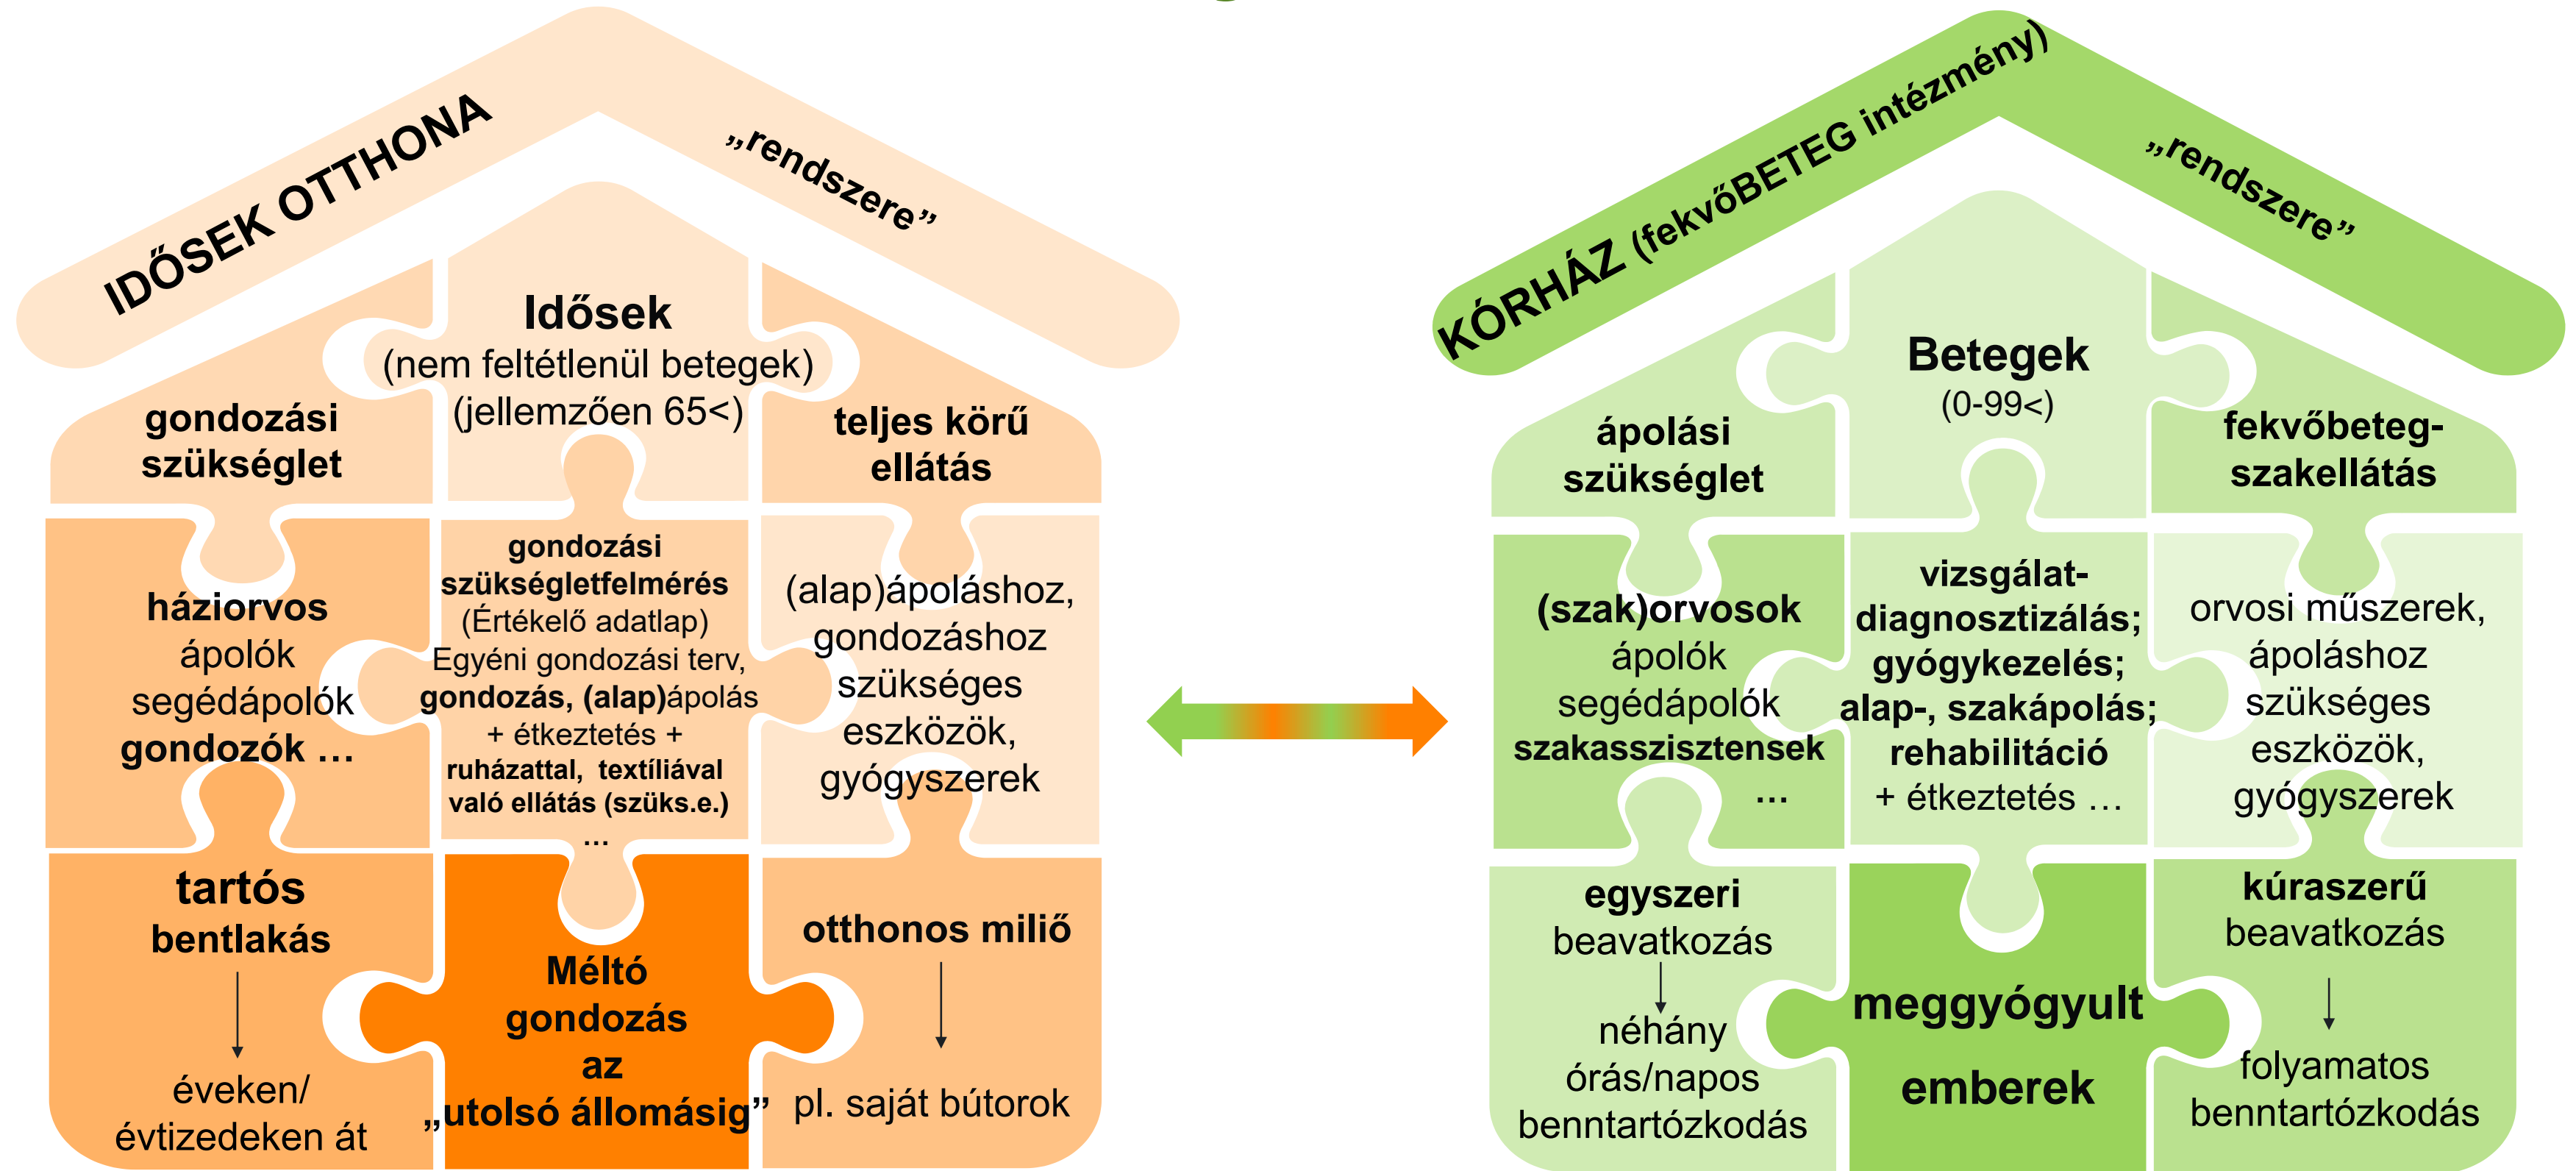 IDŐSEK OTTHONA
„rendszere”
Idősek
(nem feltétlenül betegek)
(jellemzően 65<)
gondozási
szükséglet
teljes körű
ellátás
háziorvos
ápolók
segédápolók
gondozók ...
gondozási
szükségletfelmérés
(Értékelő adatlap)
Egyéni gondozási terv,
gondozás, (alap)ápolás
+ étkeztetés +
ruházattal, textíliával
való ellátás (szüks.e.)
...
(alap)ápoláshoz,
gondozáshoz
szükséges
eszközök,
gyógyszerek
tartós
bentlakás
éveken/
évtizedeken át
Méltó
gondozás
az
„utolsó állomásig”
otthonos milió
pl. saját bútorok
KÓRHÁZ (fekvőBETEG intézmény)
„rendszere”
Betegek
(0-99<)
ápolási
szükséglet
fekvőbeteg-
szakellátás
(szak)orvosok
ápolók
segédápolók
szakasszisztensek
...
vizsgálat-
diagnosztizálás;
gyógykezelés;
alap-, szakápolás;
rehabilitáció
+ étkeztetés ...
orvosi műszerek,
ápoláshoz
szükséges
eszközök,
gyógyszerek
egyszeri
beavatkozás
néhány
órás/napos
benntartózkodás
meggyógyult
emberek
kúraszerű
beavatkozás
folyamatos
benntartózkodás